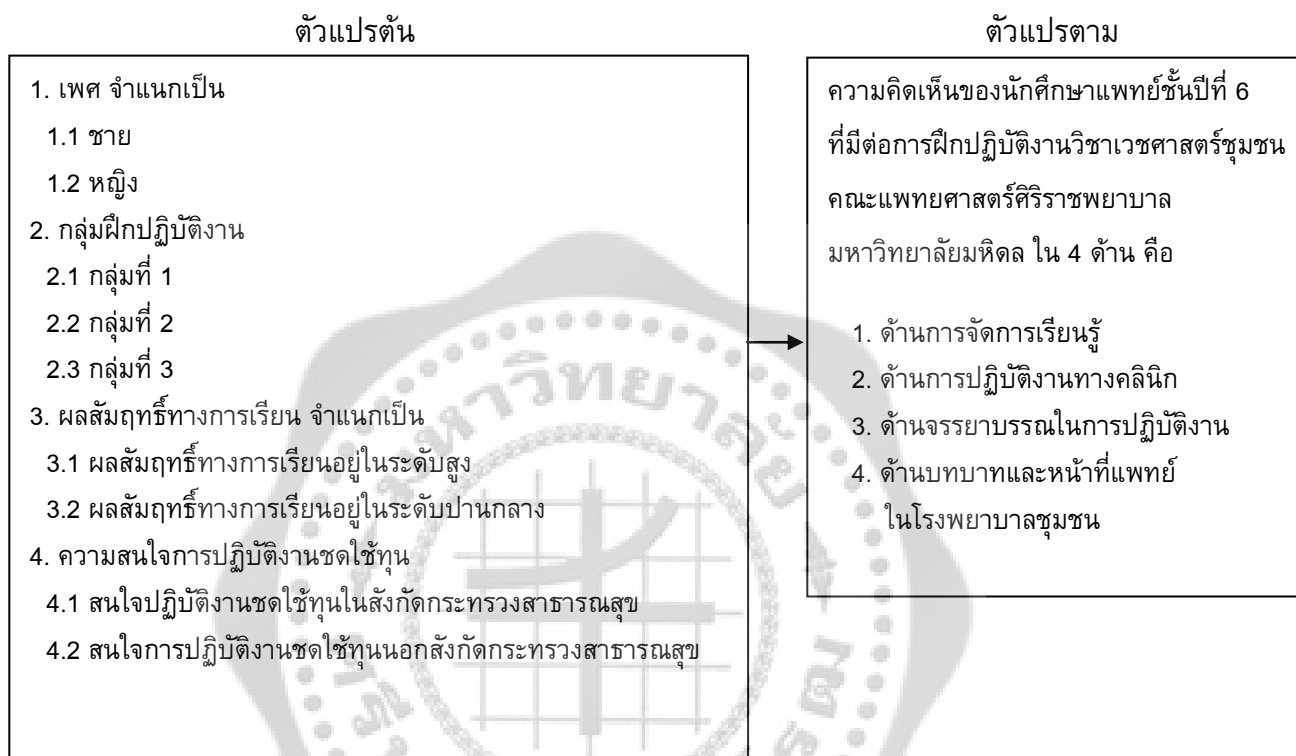 ตัวแปรต้น
1. เพศ จำแนกเป็น
1.1 ชาย
1.2 หญิง
2. กลุ่มฝึกปฏิบัติงาน
2.1 กลุ่มที่ 1
2.2 กลุ่มที่ 2
2.3 กลุ่มที่ 3
3. ผลสัมฤทธิ์ทางการเรียน จำแนกเป็น
3.1 ผลสัมฤทธิ์ทางการเรียนอยู่ในระดับสูง
3.2 ผลสัมฤทธิ์ทางการเรียนอยู่ในระดับปานกลาง
4. ความสนใจการปฏิบัติงานชดใช้ทุน
4.1 สนใจปฏิบัติงานชดใช้ทุนในสังกัดกระทรวงสาธารณสุข
4.2 สนใจการปฏิบัติงานชดใช้ทุนนอกสังกัดกระทรวงสาธารณสุข
ตัวแปรตาม
ความคิดเห็นของนักศึกษาแพทย์ชั้นปีที่ 6
ที่มีต่อการฝึกปฏิบัติงานวิชาเวชศาสตร์ชุมชน
คณะแพทยศาสตร์ศิริราชพยาบาล
มหาวิทยาลัยมหิดล ใน 4 ด้าน คือ
1. ด้านการจัดการเรียนรู้
2. ด้านการปฏิบัติงานทางคลินิก
3. ด้านจรรยาบรรณในการปฏิบัติงาน
4. ด้านบทบาทและหน้าที่แพทย์
ในโรงพยาบาลชุมชน